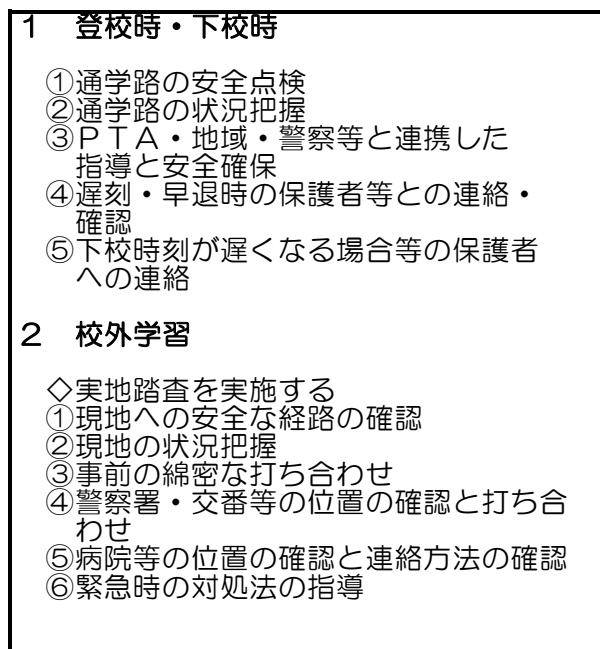 １　登校時・下校時
①通学路の安全点検
②通学路の状況把握
③ＰＴＡ・地域・警察等と連携した
指導と安全確保
④遅刻・早退時の保護者等との連絡・
確認
⑤下校時刻が遅くなる場合等の保護者
への連絡
２　校外学習
◇実地踏査を実施する
①現地への安全な経路の確認
②現地の状況把握
③事前の綿密な打ち合わせ
④警察署・交番等の位置の確認と打ち合
わせ
⑤病院等の位置の確認と連絡方法の確認
⑥緊急時の対処法の指導